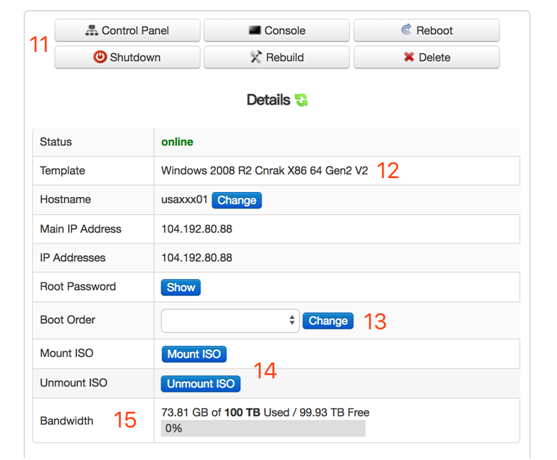 11
Control Panel
Console
Reboot
Shutdown
Rebuild
Delete
Details
Status online
Template Windows 2008 R2 Cnrak X86 64 Gen2 V2 12
Hostname usaxxx01 Change
Main IP Address 104.192.80.88
IP Addresses 104.192.80.88
Root Password Show
Boot Order Change 13
Mount ISO Mount ISO
14
Unmount ISO Unmount ISO
Bandwidth 15 73.81 GB of 100 TB Used / 99.93 TB Free
0%